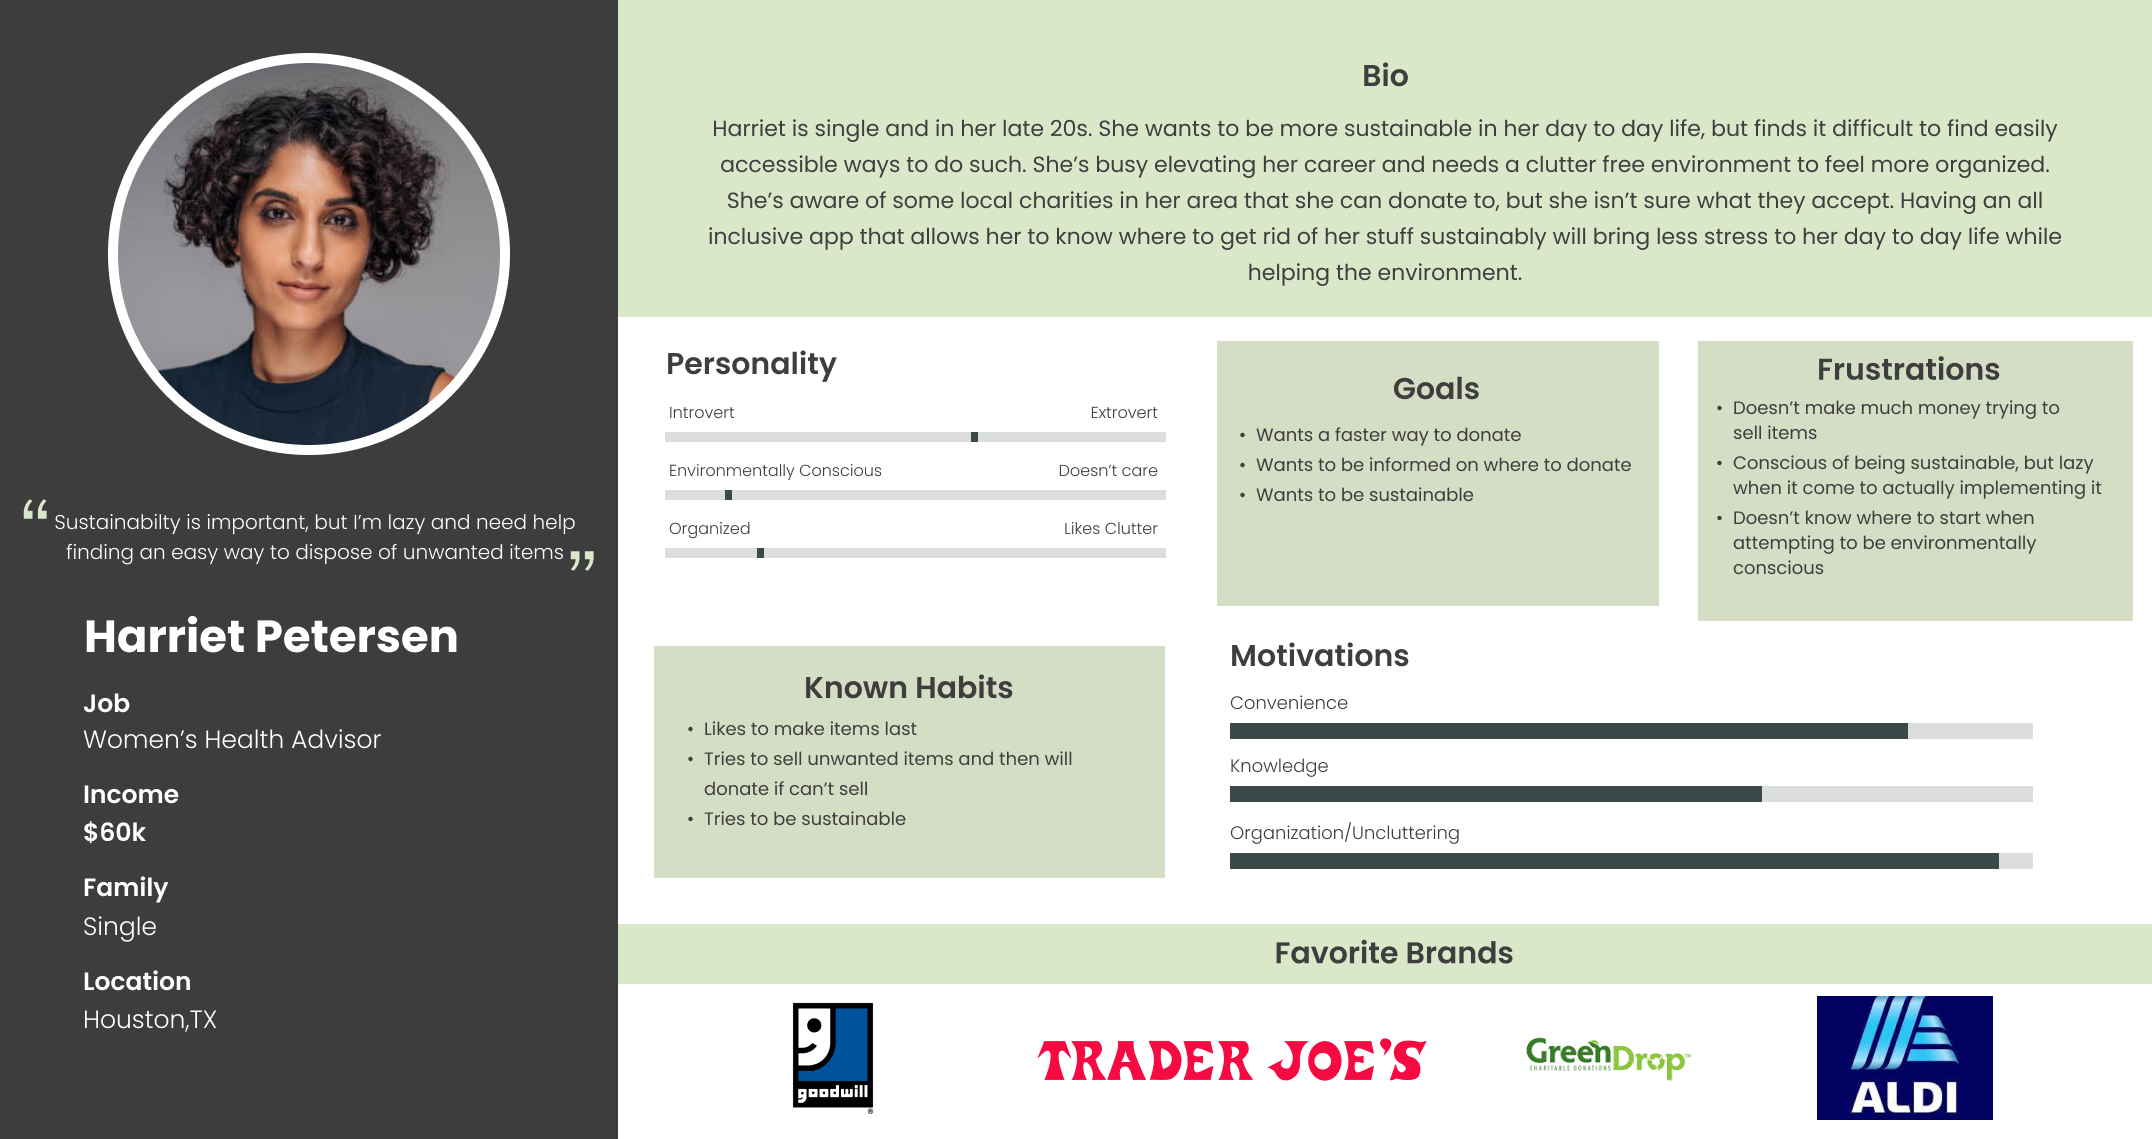 “ Sustainabilty is important, but I’m lazy and need help
finding an easy way to dispose of unwanted items ”
Harriet Petersen
Job
Women’s Health Advisor
Income
$60k
Family
Single
Location
Houston,TX
Bio
Harriet is single and in her late 20s. She wants to be more sustainable in her day to day life, but finds it difficult to find easily
accessible ways to do such. She’s busy elevating her career and needs a clutter free environment to feel more organized.
She’s aware of some local charities in her area that she can donate to, but she isn’t sure what they accept. Having an all
inclusive app that allows her to know where to get rid of her stuff sustainably will bring less stress to her day to day life while
helping the environment.
Personality
Introvert Extrovert
Environmentally Conscious Doesn’t care
Organized Likes Clutter
Goals
• Wants a faster way to donate
• Wants to be informed on where to donate
• Wants to be sustainable
Frustrations
• Doesn’t make much money trying to
sell items
• Conscious of being sustainable, but lazy
when it come to actually implementing it
• Doesn’t know where to start when
attempting to be environmentally
conscious
Known Habits
• Likes to make items last
• Tries to sell unwanted items and then will
donate if can’t sell
• Tries to be sustainable
Motivations
Convenience
Knowledge
Organization/Uncluttering
Favorite Brands
goodwill ®
TRADER JOE’S
GreenDrop™
CHARITABLE DONATIONS
ALDI